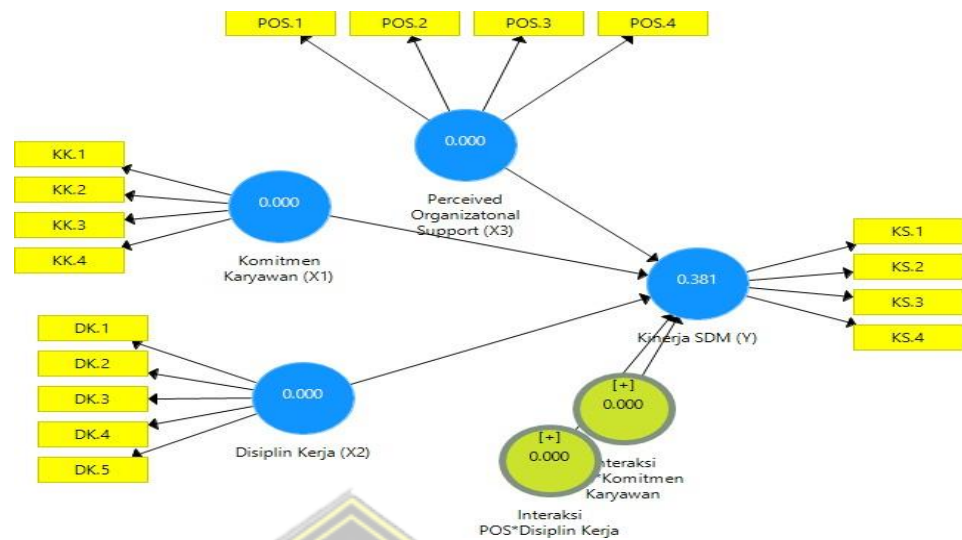 POS.1
POS.2
POS.3
POS.4
0.000
Perceived
Organizatonal
Support (X3)
KK.1
KK.2
KK.3
KK.4
0.000
Komitmen
Karyawan (X1)
KS.1
KS.2
KS.3
KS.4
0.381
Kinerja SDM (Y)
DK.1
DK.2
DK.3
DK.4
DK.5
0.000
Disiplin Kerja (X2)
[+]
0.000
nteraksi
*Komitmen
Karyawan
[+]
0.000
Interaksi
POS*Disiplin Kerja